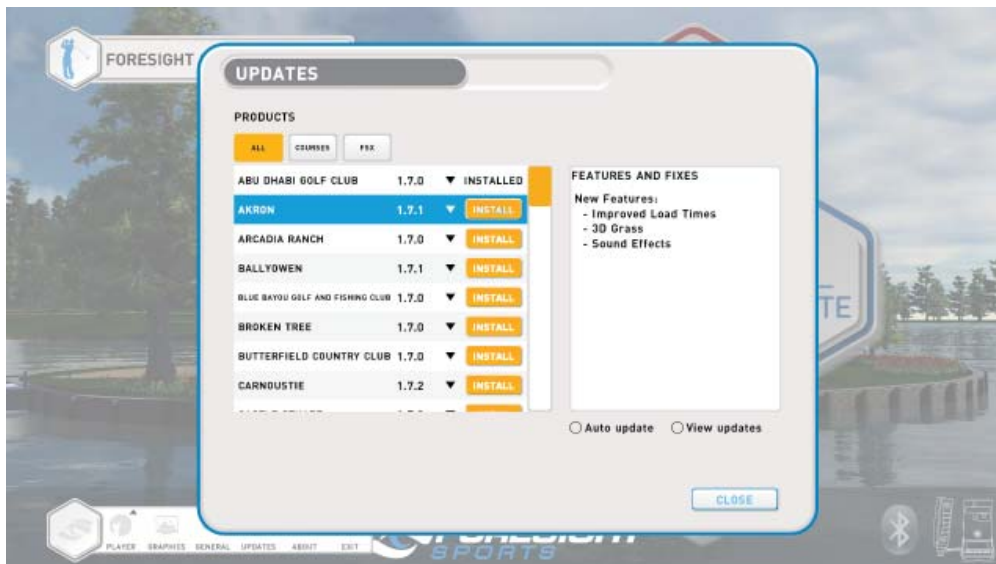 FORESIGHT
UPDATES
PRODUCTS
ALL COURSES FSX
ABU DHABI GOLF CLUB 1.7.0 ▼ INSTALLED
AKRON 1.7.1 ▼ INSTALL
ARCADIA RANCH 1.7.0 ▼ INSTALL
BALLYOWEN 1.7.1 ▼ INSTALL
BLUE BAYOU GOLF AND FISHING CLUB 1.7.0 ▼ INSTALL
BROKEN TREE 1.7.0 ▼ INSTALL
BUTTERFIELD COUNTRY CLUB 1.7.0 ▼ INSTALL
CARNOUSTIE 1.7.2 ▼ INSTALL
FEATURES AND FIXES
New Features:
- Improved Load Times
- 3D Grass
- Sound Effects
TE
Auto update View updates
CLOSE
PLAYER GRAPHICS GENERAL UPDATES ABOUT EXIT
FORESIGHT
SPORTS